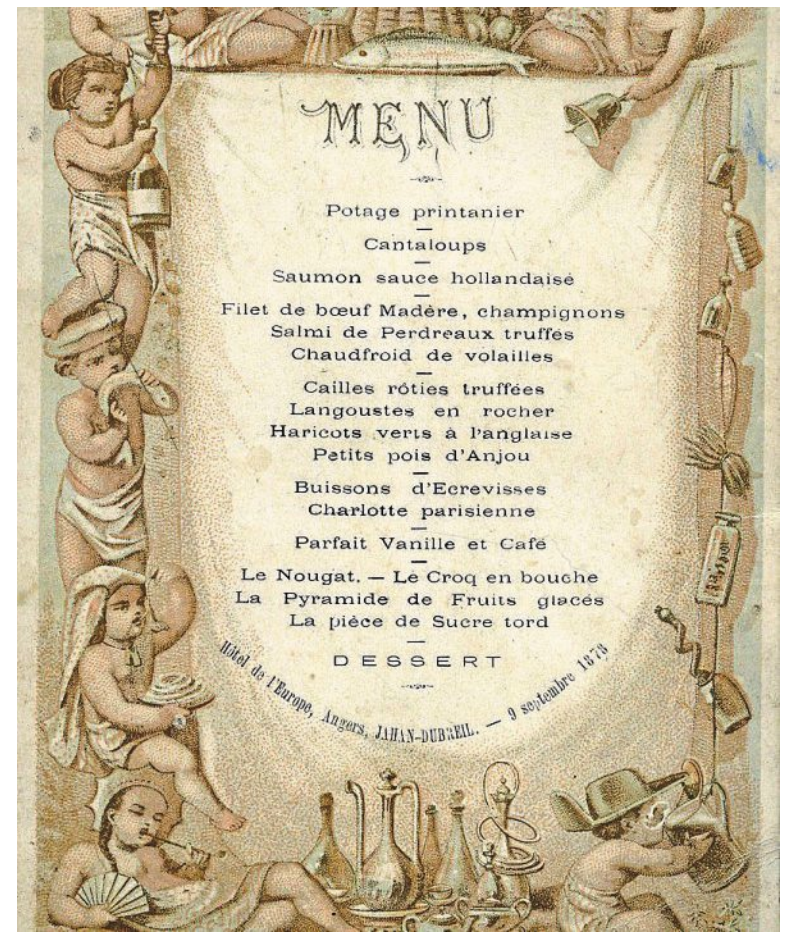 MENU
Potage printanier
Cantaloups
Saumon sauce hollandaise
Filet de bœuf Madère, champignons
Salmi de Perdreaux truffés
Chaudfroid de volailles
Cailles rôties truffées
Langoustes en rocher
Haricots verts à l'anglaise
Petits pois d'Anjou
Buissons d'Ecrevisses
Charlotte parisienne
Parfait Vanille et Café
Le Nougat. — Le Croq en bouche
La Pyramide de Fruits glacés
La pièce de Sucre tord
DESSERT
Hôtel de l'Europe, Angers, JAHAN-DUBREIL. — 9 septembre 1878